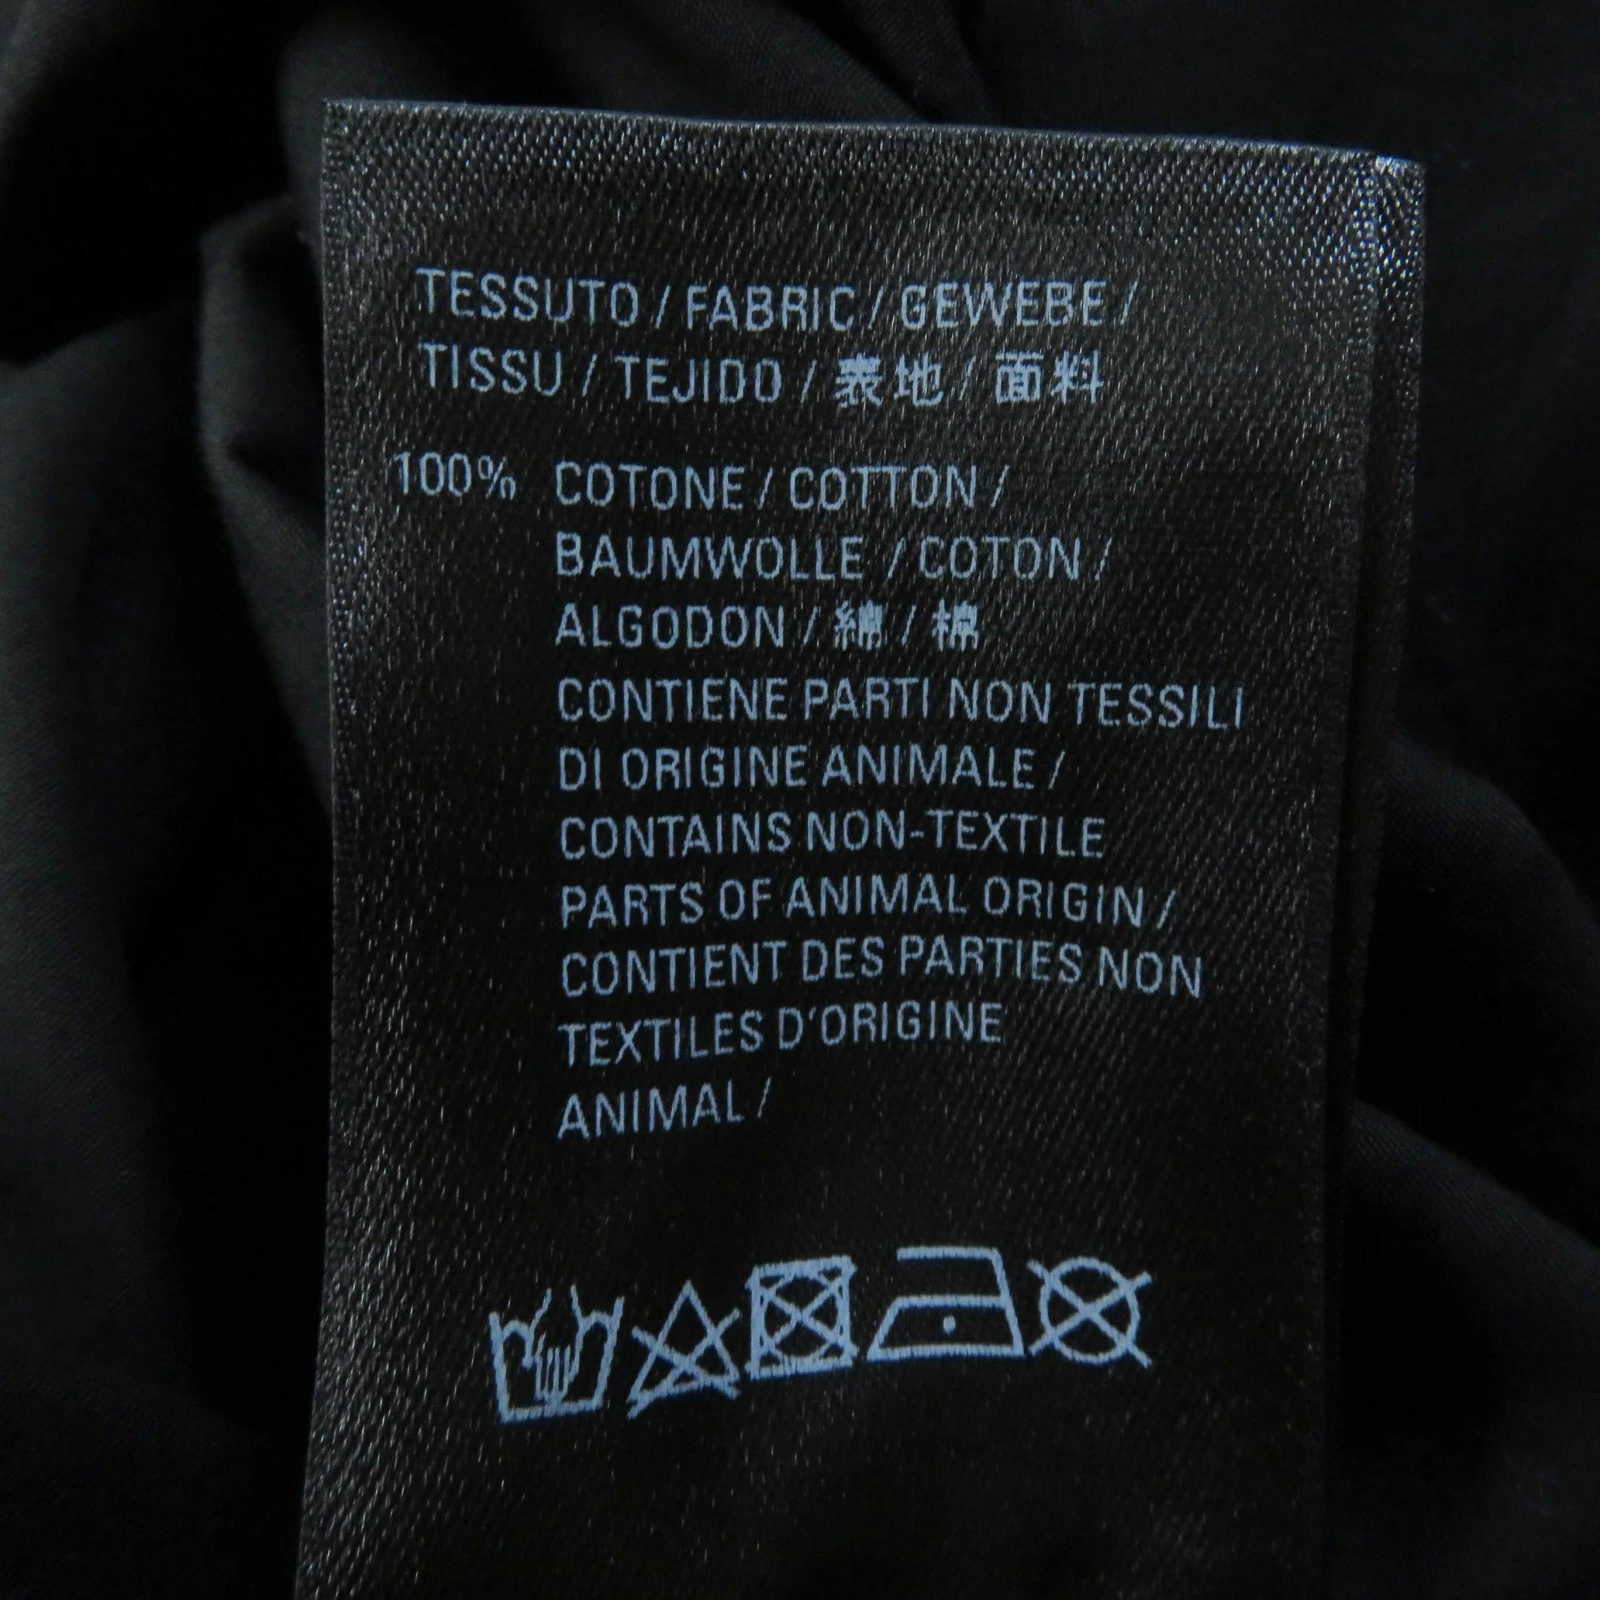 TESSUTO / FABRIC / GEWEBE /
TISSU / TEJIDO / 表地 / 面料
100% COTONE / COTTON /
BAUMWOLLE / COTON /
ALGODON / 綿 / 棉
CONTIENE PARTI NON TESSILI
DI ORIGINE ANIMALE /
CONTAINS NON-TEXTILE
PARTS OF ANIMAL ORIGIN /
CONTIENT DES PARTIES NON
TEXTILES D'ORIGINE
ANIMAL /